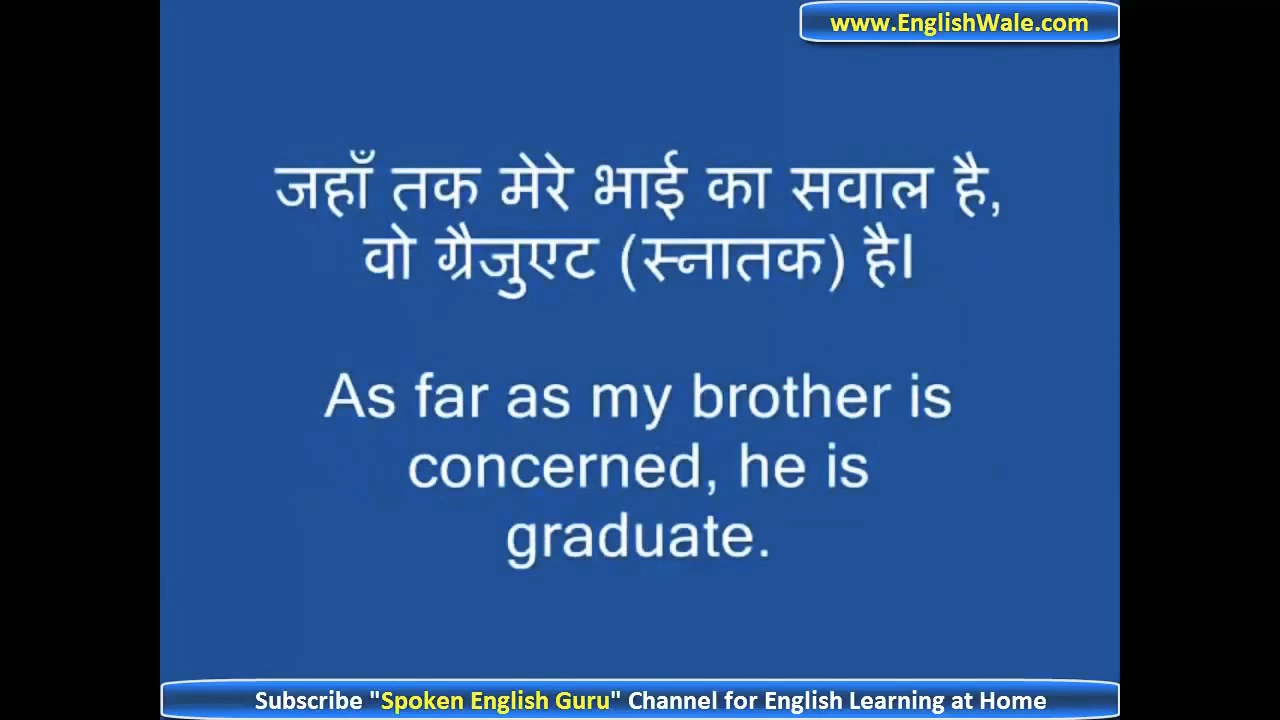 www.EnglishWale.com
जहाँ तक मेरे भाई का सवाल है,
वो ग्रैजुएट (स्नातक) है।
As far as my brother is
concerned, he is
graduate.
Subscribe "Spoken English Guru" Channel for English Learning at Home